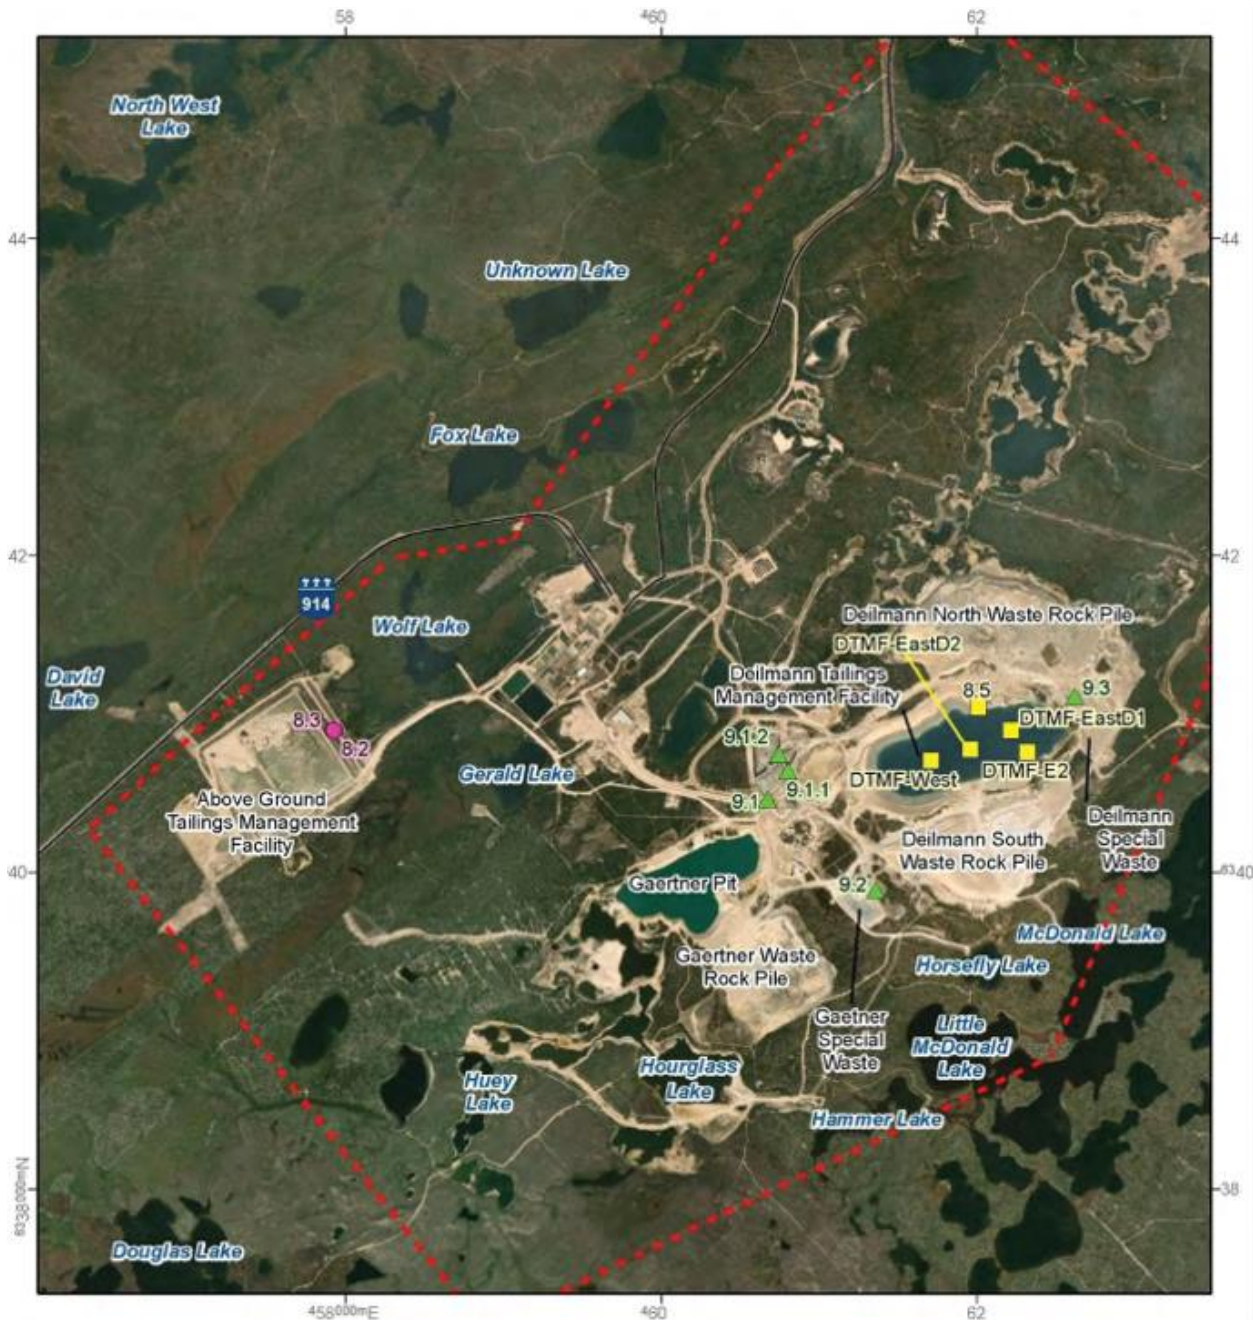 58
460
62
North West
Lake
44
44
Unknown Lake
Fox Lake
42
42
914
Wolf Lake
Deilmann North Waste Rock Pile
DTMF-EastD2
David
Lake
Deilmann Tailings
Management Facility
8.5
9.3
DTMF-EastD1
8.3
8.2
9.1.2
DTMF-West
DTMF-E2
Gerald Lake
9.1.1
9.1
Above Ground
Tailings Management
Facility
Deilmann
Special
Waste
Deilmann South
Waste Rock Pile
40
6340
Gaertner Pit
9.2
McDonald Lake
Gaertner Waste
Rock Pile
Horsefly Lake
Gaetner
Special
Waste
Little
McDonald
Lake
Huey
Lake
Hourglass
Lake
Hammer Lake
6338000mN
38
Douglas Lake
458000mE
460
62